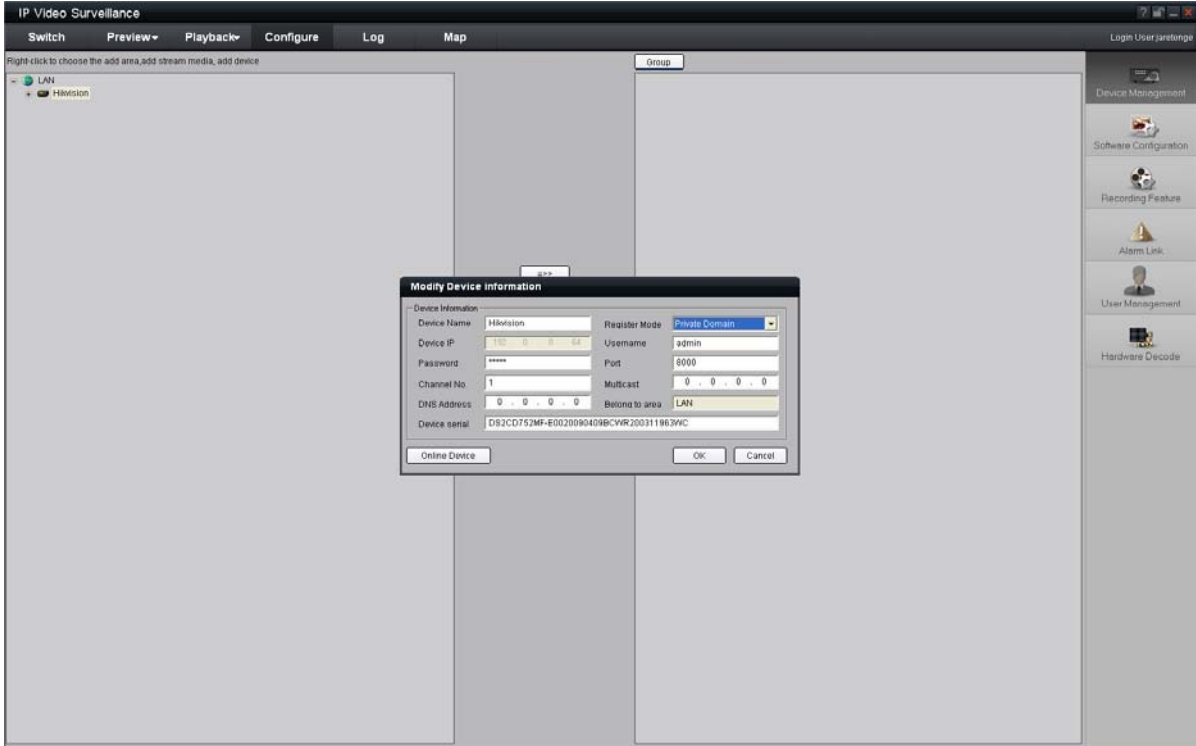 IP Video Surveillance
Switch Preview Playback Configure Log Map
Login User:jaretonge
Right-click to choose the add area,add stream media, add device
Group
LAN
Hikvision
Device Management
Software Configuration
Recording Feature
Alarm Link
User Management
Hardware Decode
=>>
Modify Device information
Device Information
Device Name Hikvision Register Mode Private Domain
Device IP 192 0 0 64 Username admin
Password ***** Port 8000
Channel No. 1 Multicast 0 . 0 . 0 . 0
DNS Address 0 . 0 . 0 . 0 Belong to area LAN
Device serial DS2CD752MF-E0020090409BCWR200311963WC
Online Device OK Cancel